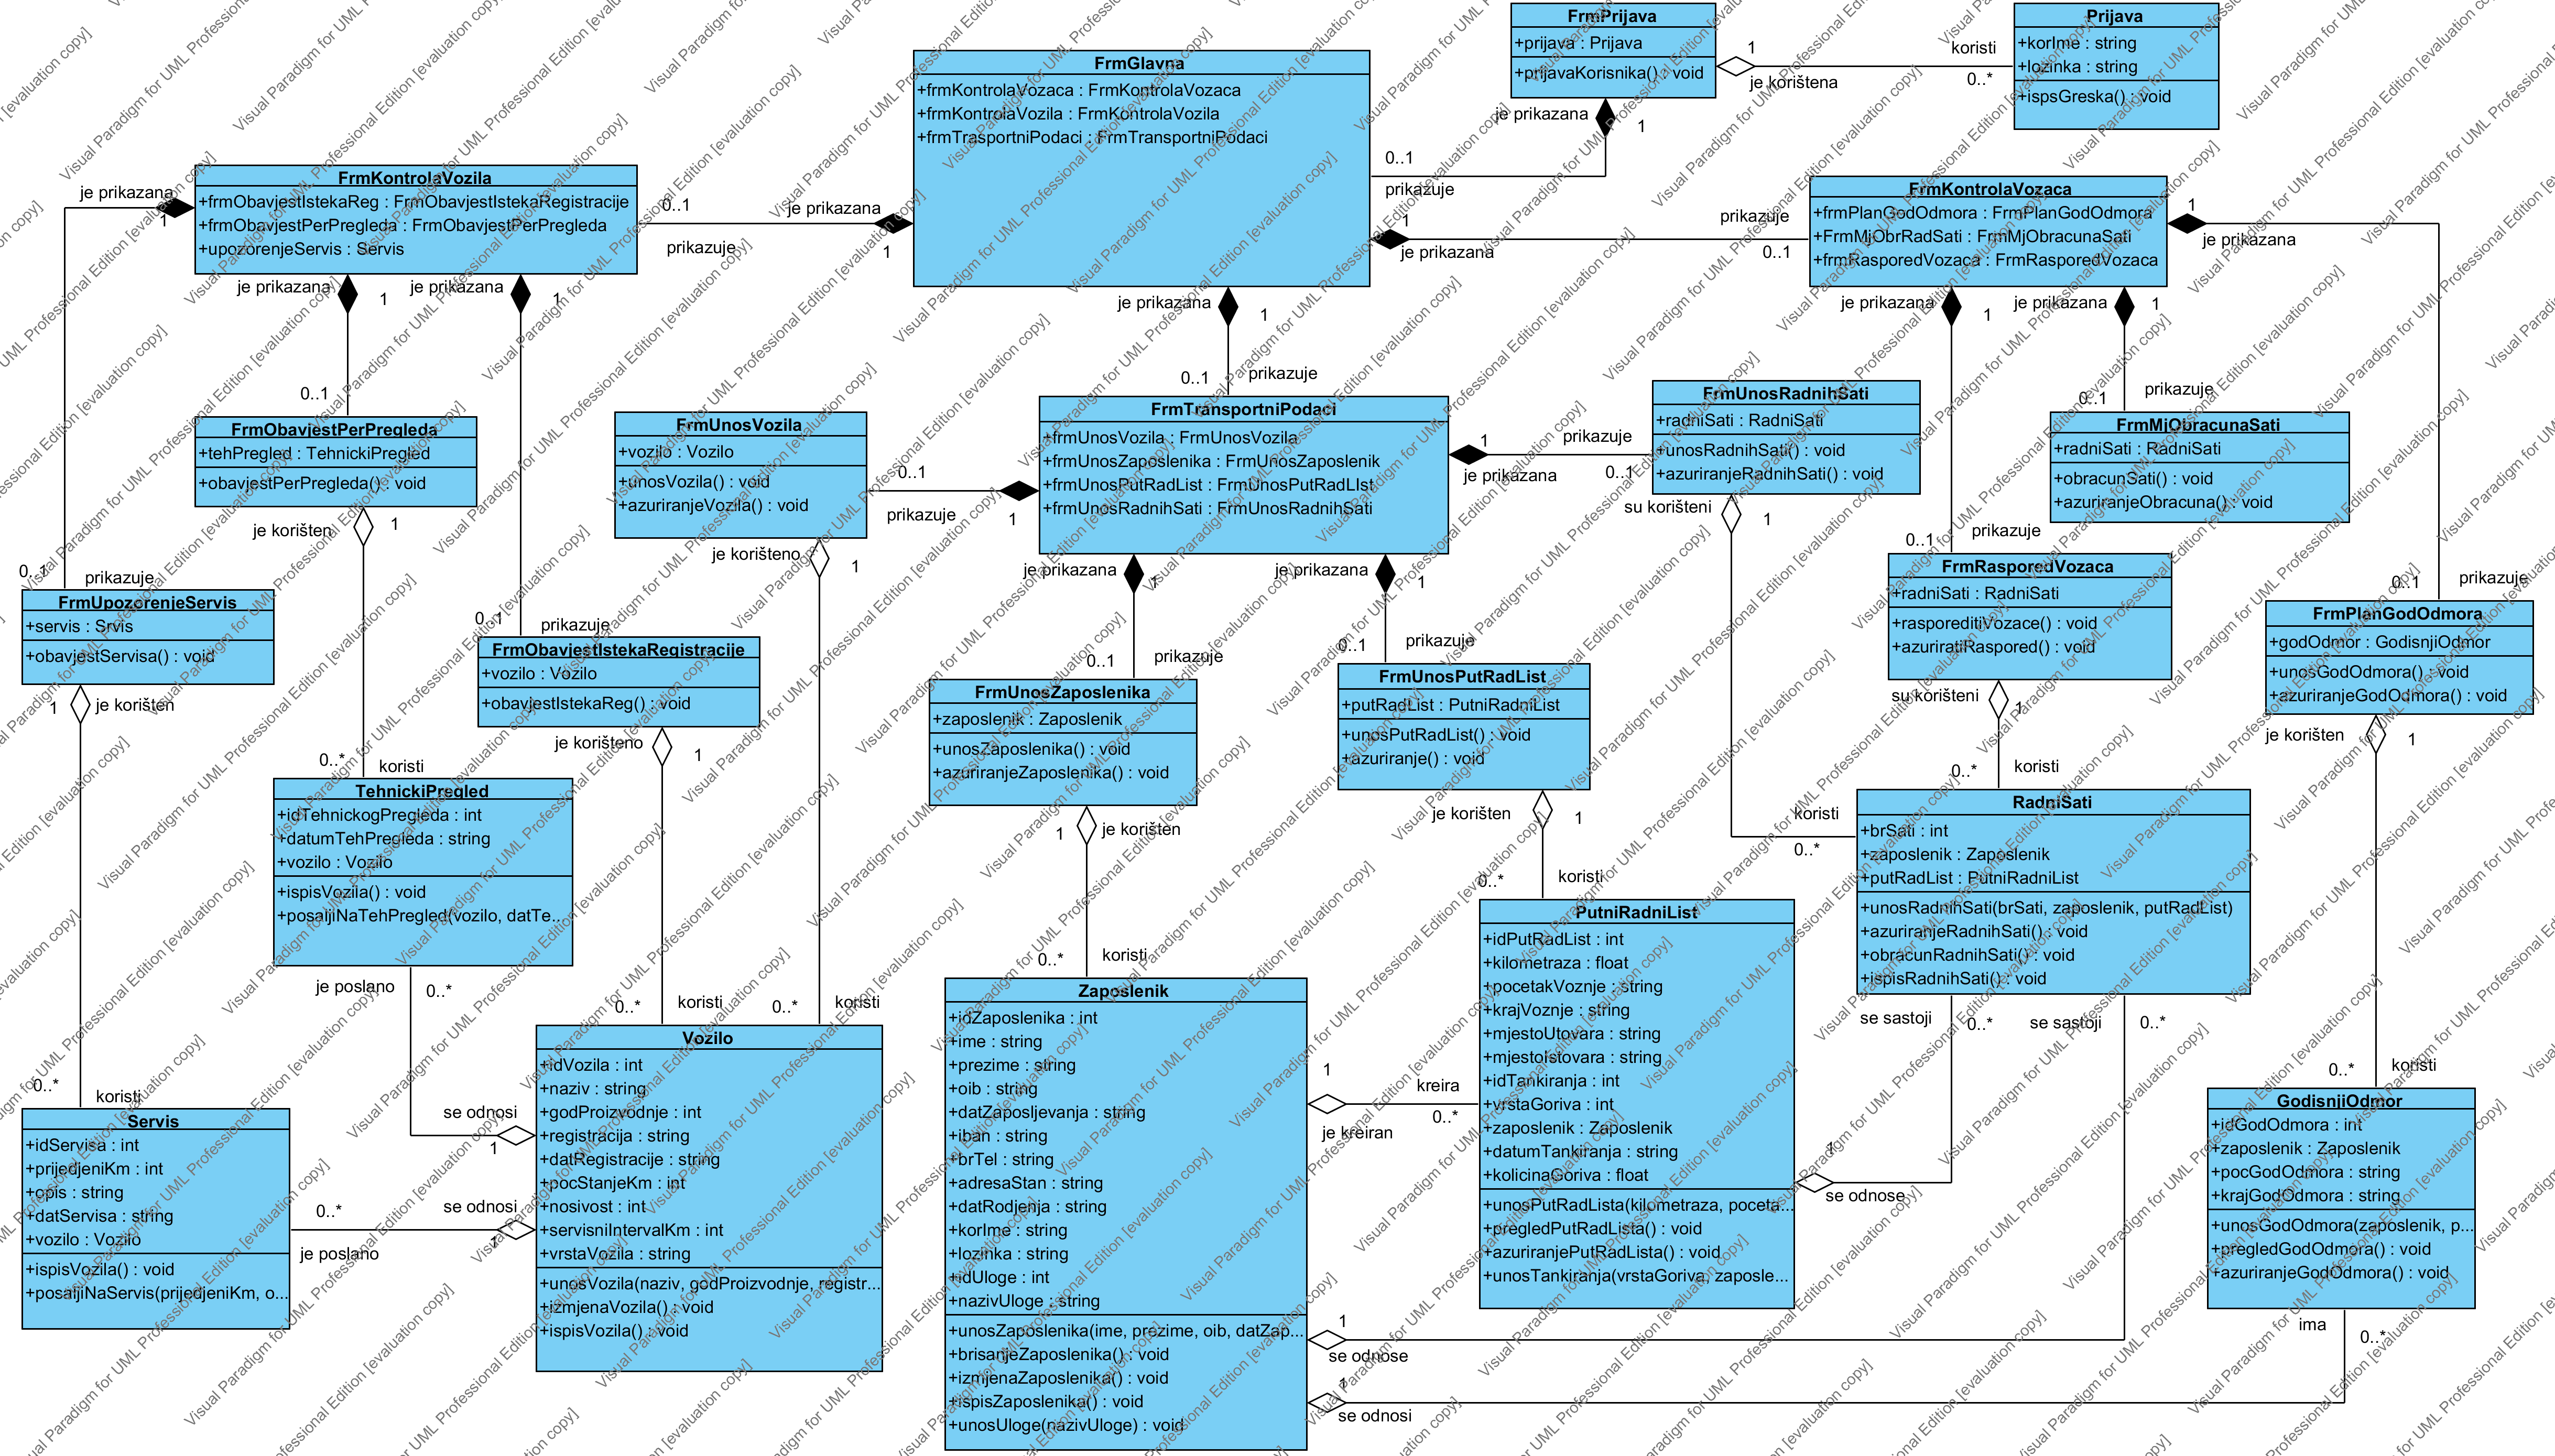 FrmPrijava
+prijava : Prijava
+prijavaKorisnika() : void
1
je korištena
koristi
0..*
Prijava
+korIme : string
+lozinka : string
+ispsGreska() : void
FrmGlavna
+frmKontrolaVozaca : FrmKontrolaVozaca
+frmKontrolaVozila : FrmKontrolaVozila
+frmTrasportniPodaci : FrmTransportniPodaci
je prikazana
1
0..1
prikazuje
FrmKontrolaVozila
+frmObavjestIstekaReg : FrmObavjestIstekaRegistracije
+frmObavjestPerPregleda : FrmObavjestPerPregleda
+upozorenjeServis : Servis
je prikazana
1
0..1
prikazuje
je prikazana
1
1
je prikazana
prikazuje
0..1
FrmKontrolaVozaca
+frmPlanGodOdmora : FrmPlanGodOdmora
+FrmMjObrRadSati : FrmMjObracunaSati
+frmRasporedVozaca : FrmRasporedVozaca
1
je prikazana
je prikazana
1
je prikazana
1
je prikazana
1
je prikazana
1
je prikazana
1
0..1
0..1
prikazuje
0..1
prikazuje
FrmObavjestPerPregleda
+tehPregled : TehnickiPregled
+obavjestPerPregleda() : void
FrmUnosVozila
+vozilo : Vozilo
+unosVozila() : void
+azuriranjeVozila() : void
0..1
prikazuje
1
FrmTransportniPodaci
+frmUnosVozila : FrmUnosVozila
+frmUnosZaposlenika : FrmUnosZaposlenik
+frmUnosPutRadList : FrmUnosPutRadLIst
+frmUnosRadnihSati : FrmUnosRadnihSati
1
je prikazana
prikazuje
0..1
FrmUnosRadnihSati
+radniSati : RadniSati
+unosRadnihSati() : void
+azuriranjeRadnihSati() : void
FrmMjObracunaSati
+radniSati : RadniSati
+obracunSati() : void
+azuriranjeObracuna() : void
je korišten
1
je korišteno
1
je prikazana
1
je prikazana
1
su korišteni
1
0..1
prikazuje
0..1
prikazuje
0..1
prikazuje
FrmUpozorenjeServis
+servis : Srvis
+obavjestServisa() : void
0..1
prikazuje
FrmObavjestIstekaRegistracije
+vozilo : Vozilo
+obavjestIstekaReg() : void
0..1
prikazuje
FrmUnosZaposlenika
+zaposlenik : Zaposlenik
+unosZaposlenika() : void
+azuriranjeZaposlenika() : void
0..1
prikazuje
FrmUnosPutRadList
+putRadList : PutniRadniList
+unosPutRadList() : void
+azuriranje() : void
FrmRasporedVozaca
+radniSati : RadniSati
+rasporeditiVozace() : void
+azuriratiRaspored() : void
FrmPlanGodOdmora
+godOdmor : GodisnjiOdmor
+unosGodOdmora() : void
+azuriranjeGodOdmora() : void
1
je korišten
je korišteno
1
1
je korišten
je korišten
1
su korišteni
1
je korišten
1
0..*
koristi
TehnickiPregled
+idTehnickogPregleda : int
+datumTehPregleda : string
+vozilo : Vozilo
+ispisVozila() : void
+posaljiNaTehPregled(vozilo, datTe...
0..*
koristi
koristi
0..*
RadniSati
+brSati : int
+zaposlenik : Zaposlenik
+putRadList : PutniRadniList
+unosRadnihSati(brSati, zaposlenik, putRadList)
+azuriranjeRadnihSati() : void
+obracunRadnihSati() : void
+ispisRadnihSati() : void
0..*
koristi
0..*
koristi
je poslano
0..*
0..*
koristi
0..*
koristi
se sastoji
0..*
se sastoji
0..*
0..*
koristi
0..*
koristi
Servis
+idServisa : int
+prijedjeniKm : int
+opis : string
+datServisa : string
+vozilo : Vozilo
+ispisVozila() : void
+posaljiNaServis(prijedjeniKm, o...
se odnosi
1
0..*
je poslano
se odnosi
1
Vozilo
+idVozila : int
+naziv : string
+godProizvodnje : int
+registracija : string
+datRegistracije : string
+pocStanjeKm : int
+nosivost : int
+servisniIntervalKm : int
+vrstaVozila : string
+unosVozila(naziv, godProizvodnje, registr...
+izmjenaVozila() : void
+ispisVozila() : void
Zaposlenik
+idZaposlenika : int
+ime : string
+prezime : string
+oib : string
+datZaposljevanja : string
+iban : string
+brTel : string
+adresaStan : string
+datRodjenja : string
+korIme : string
+lozinka : string
+idUloge : int
+nazivUloge : string
+unosZaposlenika(ime, prezime, oib, datZap...
+brisanjeZaposlenika() : void
+izmjenaZaposlenika() : void
+ispisZaposlenika() : void
+unosUloge(nazivUloge) : void
1
je kreiran
kreira
0..*
PutniRadniList
+idPutRadList : int
+kilometraza : float
+pocetakVoznje : string
+krajVoznje : string
+mjestoUtovara : string
+mjestoIstovara : string
+idTankiranja : int
+vrstaGoriva : int
+zaposlenik : Zaposlenik
+datumTankiranja : string
+kolicinaGoriva : float
+unosPutRadLista(kilometraza, poceta...
+pregledPutRadLista() : void
+azuriranjePutRadLista() : void
+unosTankiranja(vrstaGoriva, zaposle...
1
se odnose
GodisnjiOdmor
+idGodOdmora : int
+zaposlenik : Zaposlenik
+pocGodOdmora : string
+krajGodOdmora : string
+unosGodOdmora(zaposlenik, p...
+pregledGodOdmora() : void
+azuriranjeGodOdmora() : void
1
se odnose
ima
0..*
1
se odnosi
Visual Paradigm for UML Professional Edition [evaluation copy]